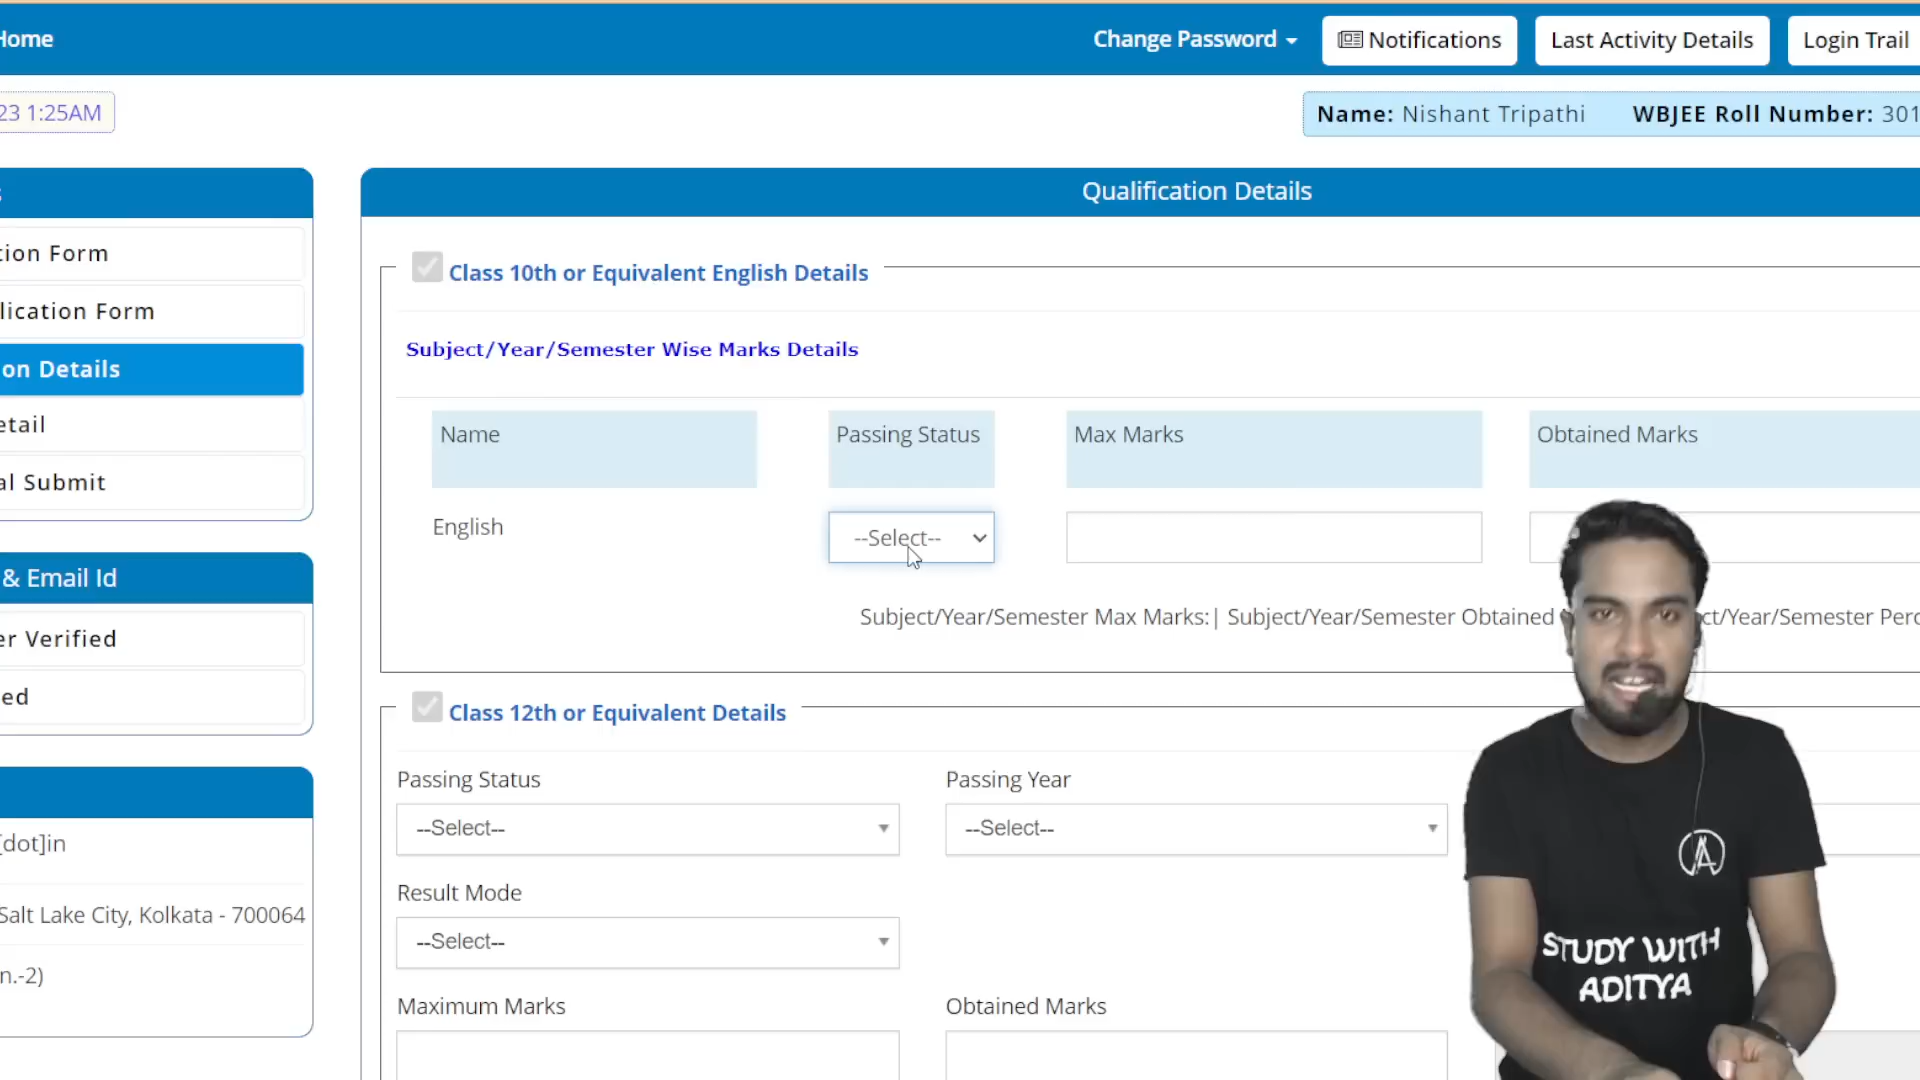 Home
Change Password
Notifications
Last Activity Details
Login Trail
23 1:25AM
Name: Nishant Tripathi WBJEE Roll Number: 301
Qualification Details
tion Form
lication Form
on Details
etail
al Submit
& Email Id
er Verified
ed
[dot]in
Salt Lake City, Kolkata - 700064
n.-2)
Class 10th or Equivalent English Details
Subject/Year/Semester Wise Marks Details
Name Passing Status Max Marks Obtained Marks
English --Select--
Subject/Year/Semester Max Marks:| Subject/Year/Semester Obtained ct/Year/Semester Perc
Class 12th or Equivalent Details
Passing Status Passing Year
--Select-- --Select--
Result Mode
--Select--
Maximum Marks Obtained Marks
STUDY WITH
ADITYA